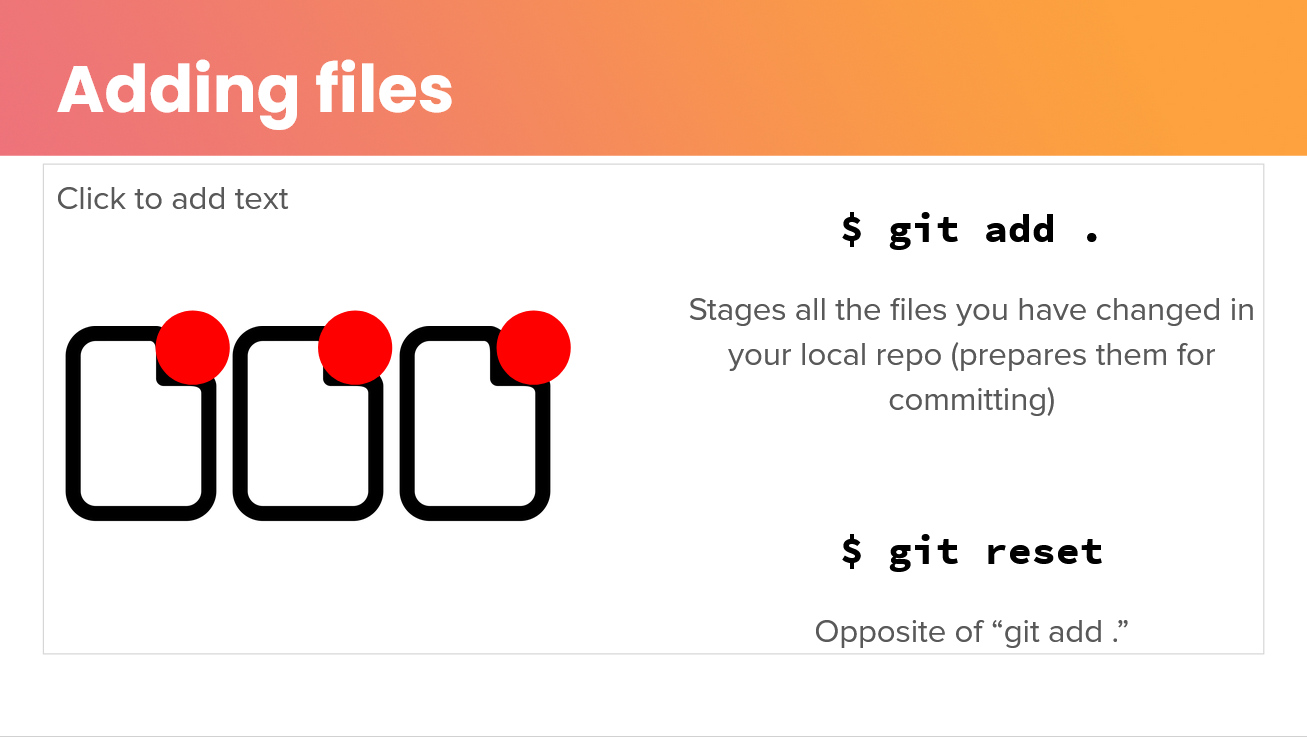 Adding files
Click to add text
$ git add .
Stages all the files you have changed in
your local repo (prepares them for
committing)
$ git reset
Opposite of “git add .”